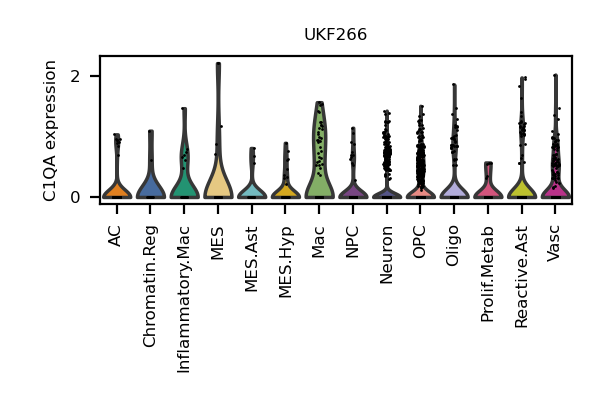 UKF266
C1QA expression
2
0
AC
Chromatin.Reg
Inflammatory.Mac
MES
MES.Ast
MES.Hyp
Mac
NPC
Neuron
OPC
Oligo
Prolif.Metab
Reactive.Ast
Vasc